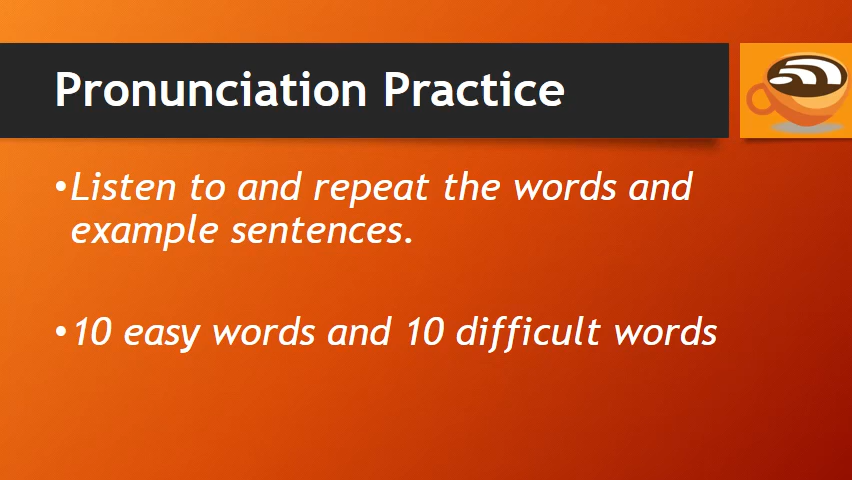 Pronunciation Practice
•Listen to and repeat the words and
example sentences.
•10 easy words and 10 difficult words